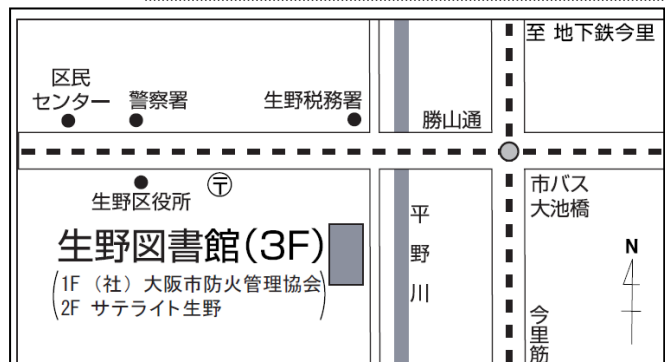 至 地下鉄今里
区民
センター
警察署
生野税務署
勝山通
生野区役所
〒
市バス
大池橋
平野川
生野図書館(3F)
1F （社）大阪市防火管理協会
2F サテライト生野
N
今里筋